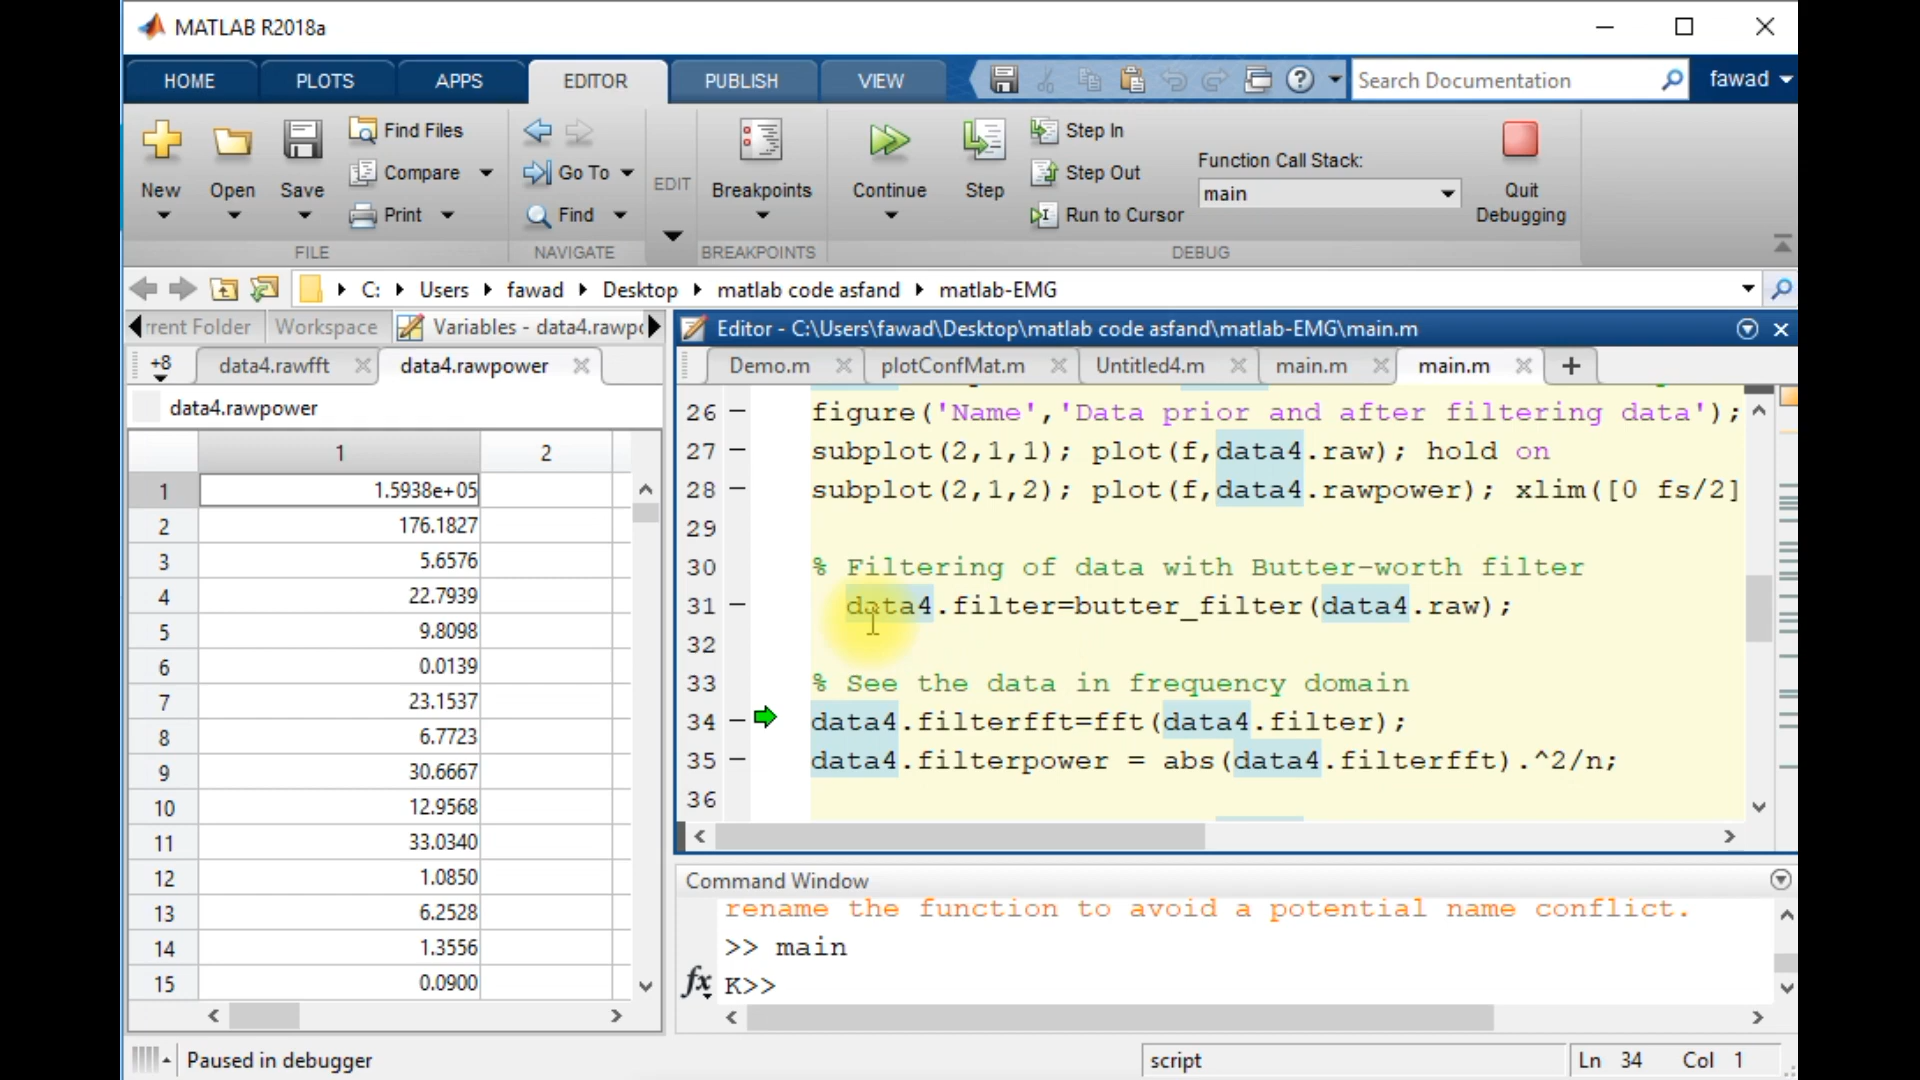 MATLAB R2018a
HOME PLOTS APPS EDITOR PUBLISH VIEW Search Documentation fawad
New Open Save Find Files Compare Print Go To Find EDIT Breakpoints Continue Step Step In Step Out Run to Cursor Function Call Stack: main Quit Debugging
FILE NAVIGATE BREAKPOINTS DEBUG
C: Users fawad Desktop matlab code asfand matlab-EMG
rrent Folder Workspace Variables - data4.rawp
+8 data4.rawfft data4.rawpower
data4.rawpower
1 2
1 1.5938e+05
2 176.1827
3 5.6576
4 22.7939
5 9.8098
6 0.0139
7 23.1537
8 6.7723
9 30.6667
10 12.9568
11 33.0340
12 1.0850
13 6.2528
14 1.3556
15 0.0900
Editor - C:\Users\fawad\Desktop\matlab code asfand\matlab-EMG\main.m
Demo.m plotConfMat.m Untitled4.m main.m main.m
26 figure('Name','Data prior and after filtering data');
27 subplot(2,1,1); plot(f,data4.raw); hold on
28 subplot(2,1,2); plot(f,data4.rawpower); xlim([0 fs/2]
29
30 % Filtering of data with Butter-worth filter
31 data4.filter=butter_filter(data4.raw);
32
33 % See the data in frequency domain
34 data4.filterfft=fft(data4.filter);
35 data4.filterpower = abs(data4.filterfft).^2/n;
36
Command Window
rename the function to avoid a potential name conflict.
>> main
fx K>>
Paused in debugger script Ln 34 Col 1